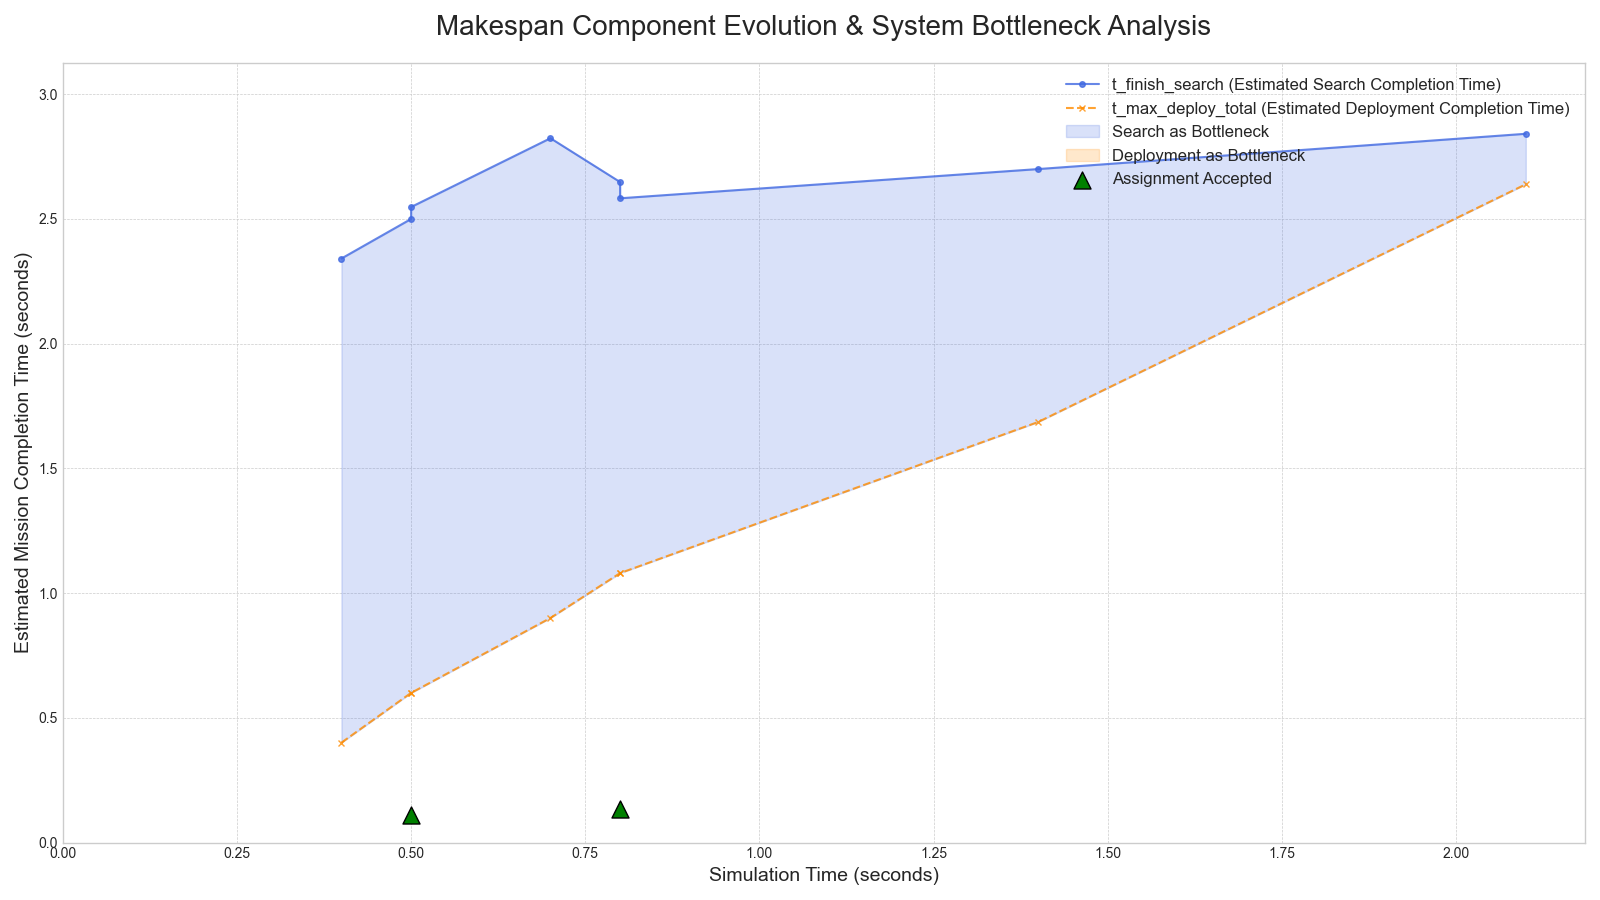 Makespan Component Evolution & System Bottleneck Analysis
t_finish_search (Estimated Search Completion Time)
t_max_deploy_total (Estimated Deployment Completion Time)
Search as Bottleneck
Deployment as Bottleneck
Assignment Accepted
Estimated Mission Completion Time (seconds)
3.0
2.5
2.0
1.5
1.0
0.5
0.0
0.00 0.25 0.50 0.75 1.00 1.25 1.50 1.75 2.00
Simulation Time (seconds)